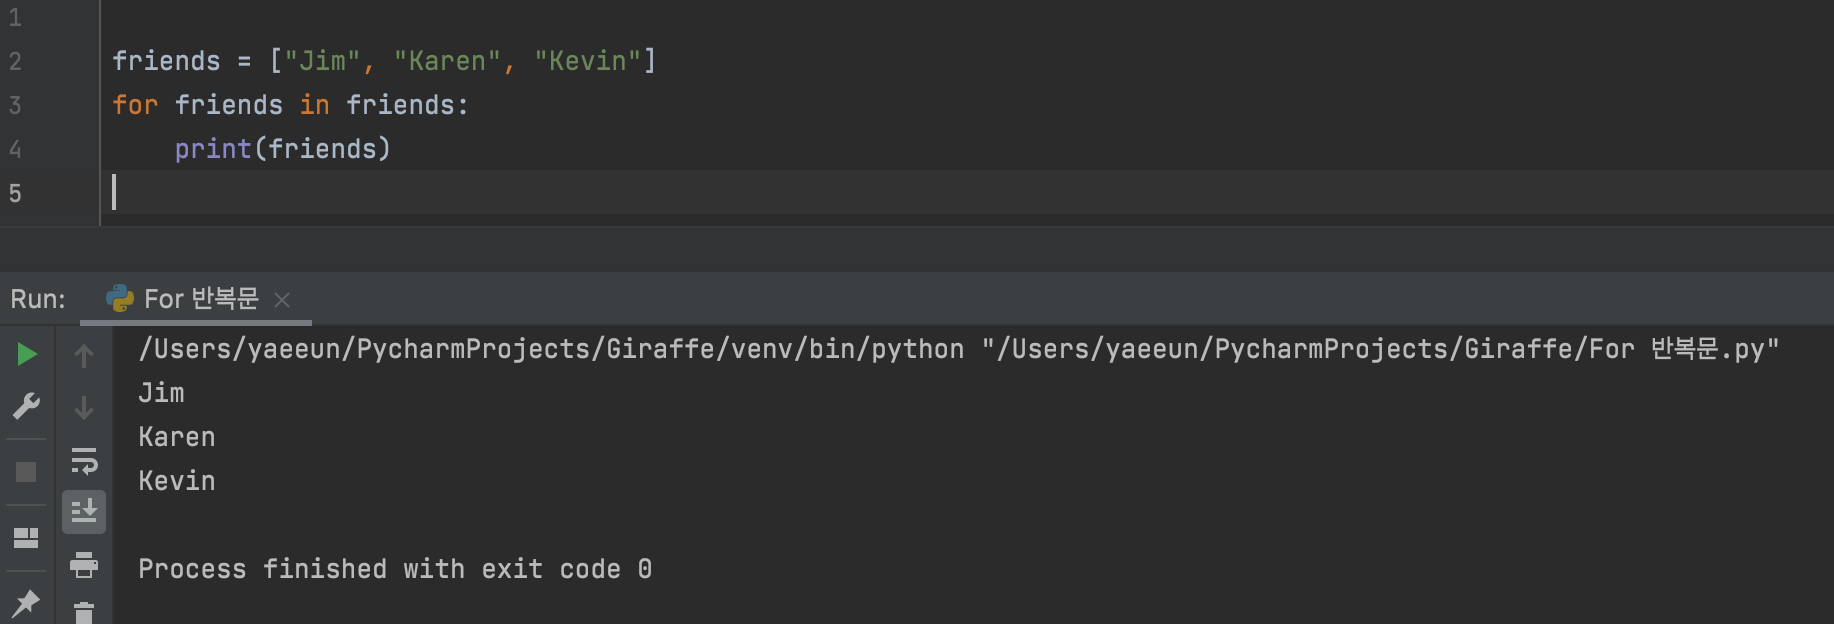 1
2 friends = ["Jim", "Karen", "Kevin"]
3 for friends in friends:
4     print(friends)
5
Run: For 반복문
/Users/yaeeun/PycharmProjects/Giraffe/venv/bin/python "/Users/yaeeun/PycharmProjects/Giraffe/For 반복문.py"
Jim
Karen
Kevin
Process finished with exit code 0